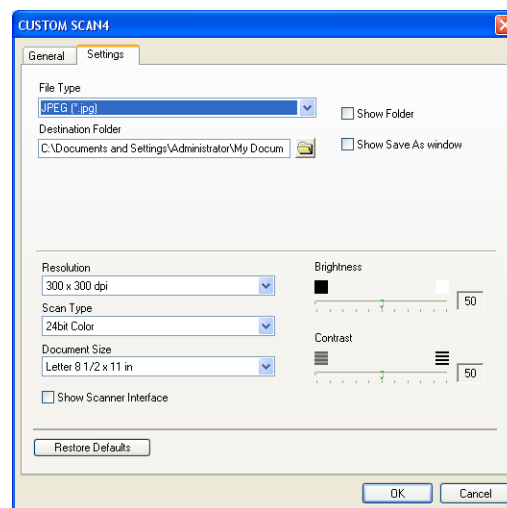 CUSTOM SCAN4
General Settings
File Type
JPEG (*.jpg)
Show Folder
Destination Folder
C:\Documents and Settings\Administrator\My Docum
Show Save As window
Resolution
300 x 300 dpi
Scan Type
24bit Color
Document Size
Letter 8 1/2 x 11 in
Show Scanner Interface
Brightness
50
Contrast
50
Restore Defaults
OK Cancel